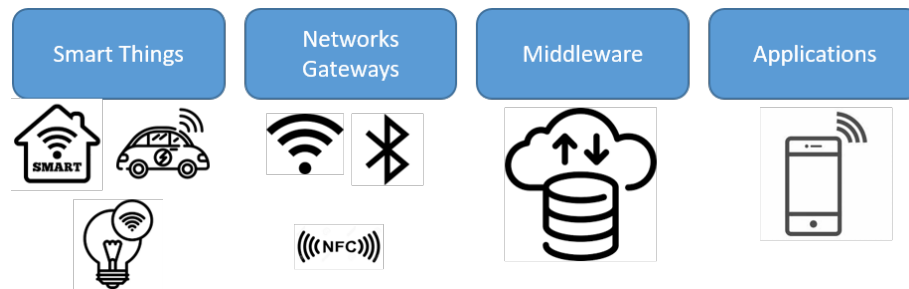 Smart Things
Networks
Gateways
Middleware
Applications
SMART
NFC